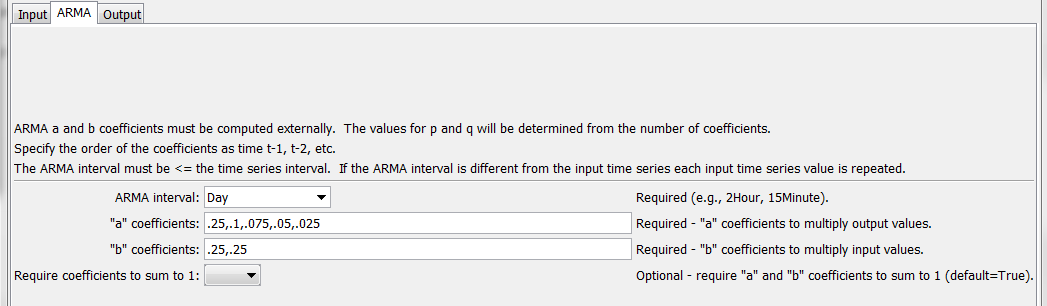 Input ARMA Output
ARMA a and b coefficients must be computed externally.  The values for p and q will be determined from the number of coefficients.
Specify the order of the coefficients as time t-1, t-2, etc.
The ARMA interval must be <= the time series interval.  If the ARMA interval is different from the input time series each input time series value is repeated.
ARMA interval: Day Required (e.g., 2Hour, 15Minute).
"a" coefficients: .25,.1,.075,.05,.025 Required - "a" coefficients to multiply output values.
"b" coefficients: .25,.25 Required - "b" coefficients to multiply input values.
Require coefficients to sum to 1: Optional - require "a" and "b" coefficients to sum to 1 (default=True).